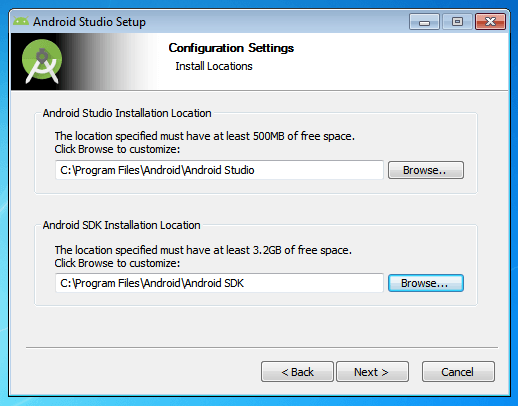 Android Studio Setup
Configuration Settings
Install Locations
Android Studio Installation Location
The location specified must have at least 500MB of free space.
Click Browse to customize:
C:\Program Files\Android\Android Studio
Browse..
Android SDK Installation Location
The location specified must have at least 3.2GB of free space.
Click Browse to customize:
C:\Program Files\Android\Android SDK
Browse...
< Back
Next >
Cancel